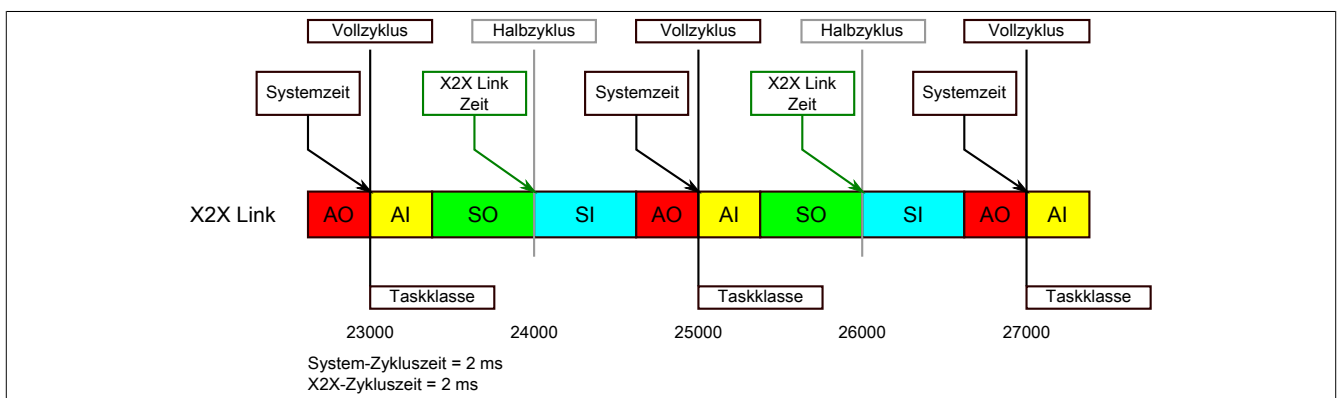 Vollzyklus Halbzyklus Vollzyklus Halbzyklus Vollzyklus
Systemzeit
X2X Link
Zeit
Systemzeit
X2X Link
Zeit
Systemzeit
X2X Link AO AI SO SI AO AI SO SI AO AI
Taskklasse Taskklasse Taskklasse
23000 24000 25000 26000 27000
System-Zykluszeit = 2 ms
X2X-Zykluszeit = 2 ms